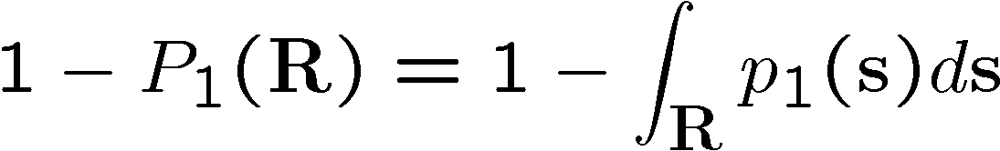 1 − P₁(𝐑) = 1 − ∫_𝐑 p₁(𝐬)d𝐬